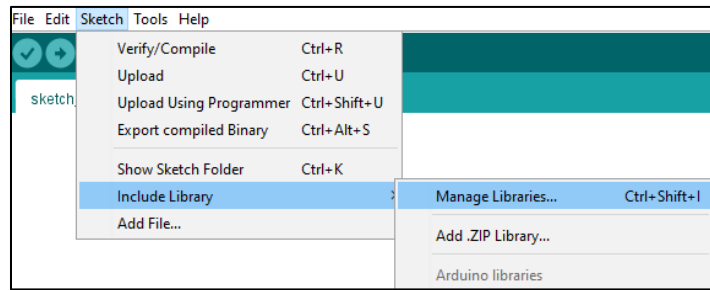 File Edit Sketch Tools Help
Verify/Compile Ctrl+R
Upload Ctrl+U
sketch
Upload Using Programmer Ctrl+Shift+U
Export compiled Binary Ctrl+Alt+S
Show Sketch Folder Ctrl+K
Include Library
Manage Libraries... Ctrl+Shift+I
Add File...
Add .ZIP Library...
Arduino libraries